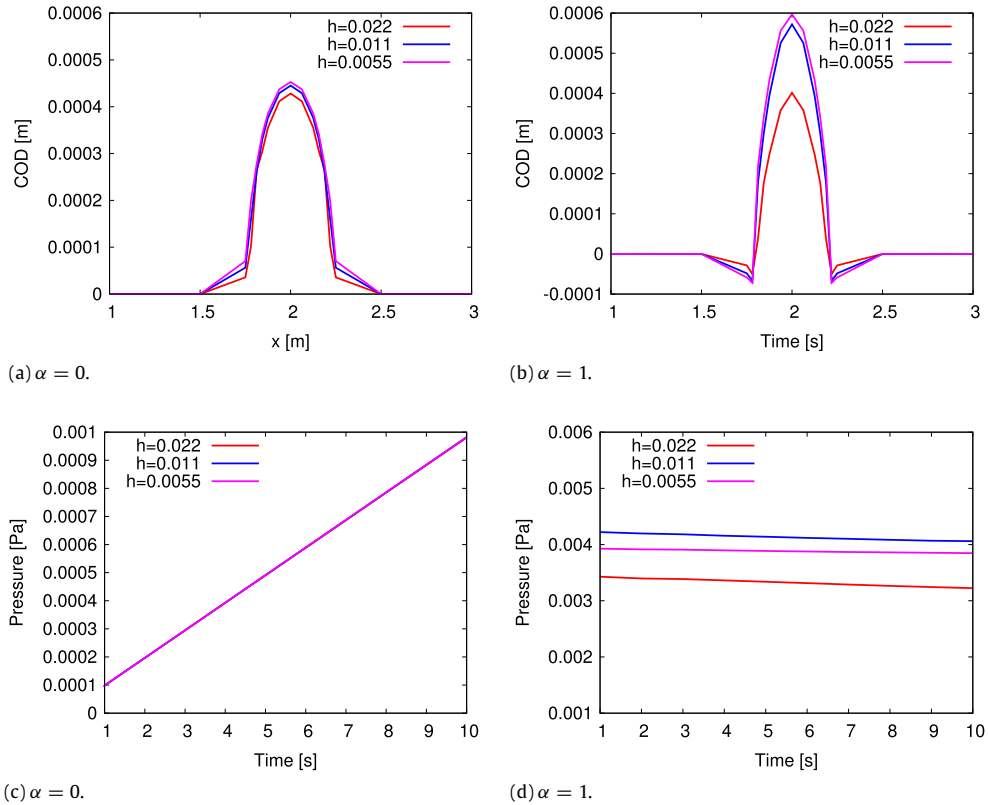 0.0006
0.0005
0.0004
0.0003
0.0002
0.0001
0
COD [m]
h=0.022
h=0.011
h=0.0055
1
1.5
2
2.5
3
x [m]
(a) α = 0.
0.0006
0.0005
0.0004
0.0003
0.0002
0.0001
0
-0.0001
COD [m]
h=0.022
h=0.011
h=0.0055
1
1.5
2
2.5
3
Time [s]
(b) α = 1.
0.001
0.0009
0.0008
0.0007
0.0006
0.0005
0.0004
0.0003
0.0002
0.0001
0
Pressure [Pa]
h=0.022
h=0.011
h=0.0055
1 2 3 4 5 6 7 8 9 10
Time [s]
(c) α = 0.
0.006
0.005
0.004
0.003
0.002
0.001
Pressure [Pa]
h=0.022
h=0.011
h=0.0055
1 2 3 4 5 6 7 8 9 10
Time [s]
(d) α = 1.